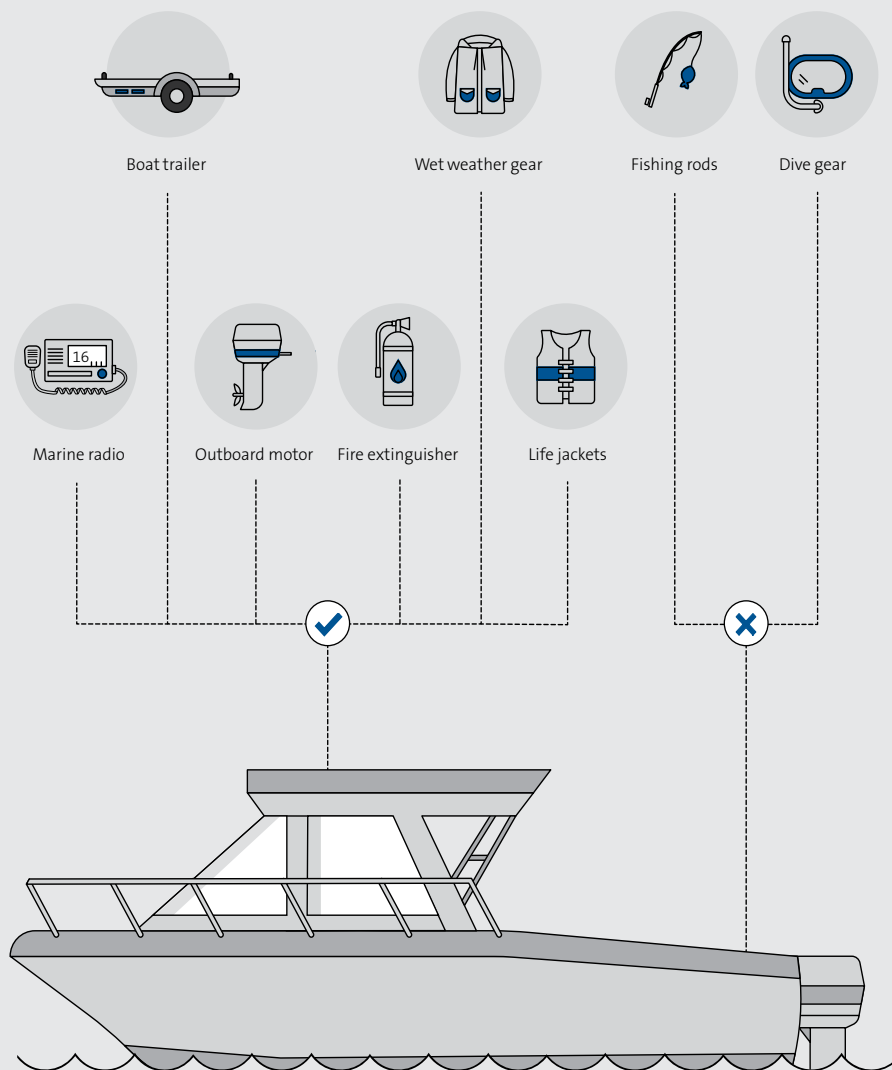 Boat trailer
Wet weather gear
Fishing rods
Dive gear
16
Marine radio
Outboard motor
Fire extinguisher
Life jackets